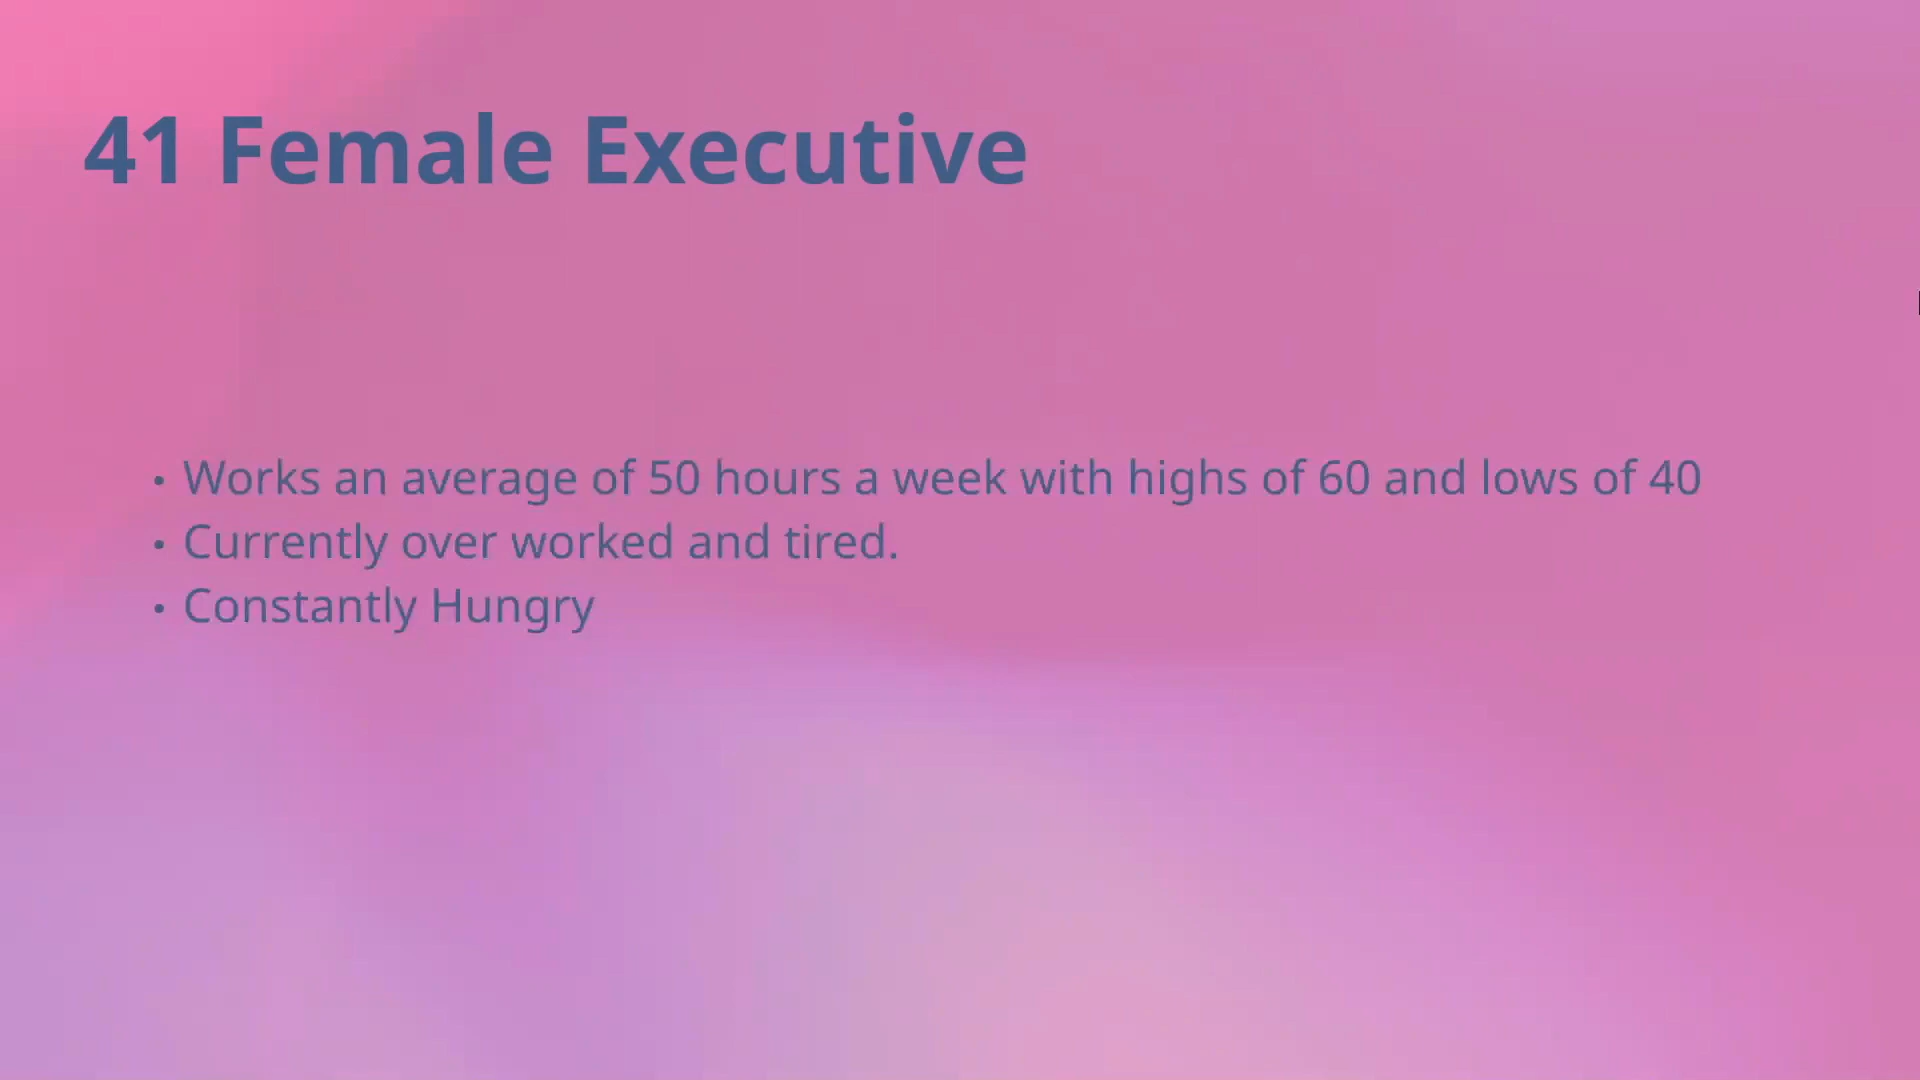 41 Female Executive
• Works an average of 50 hours a week with highs of 60 and lows of 40
• Currently over worked and tired.
• Constantly Hungry